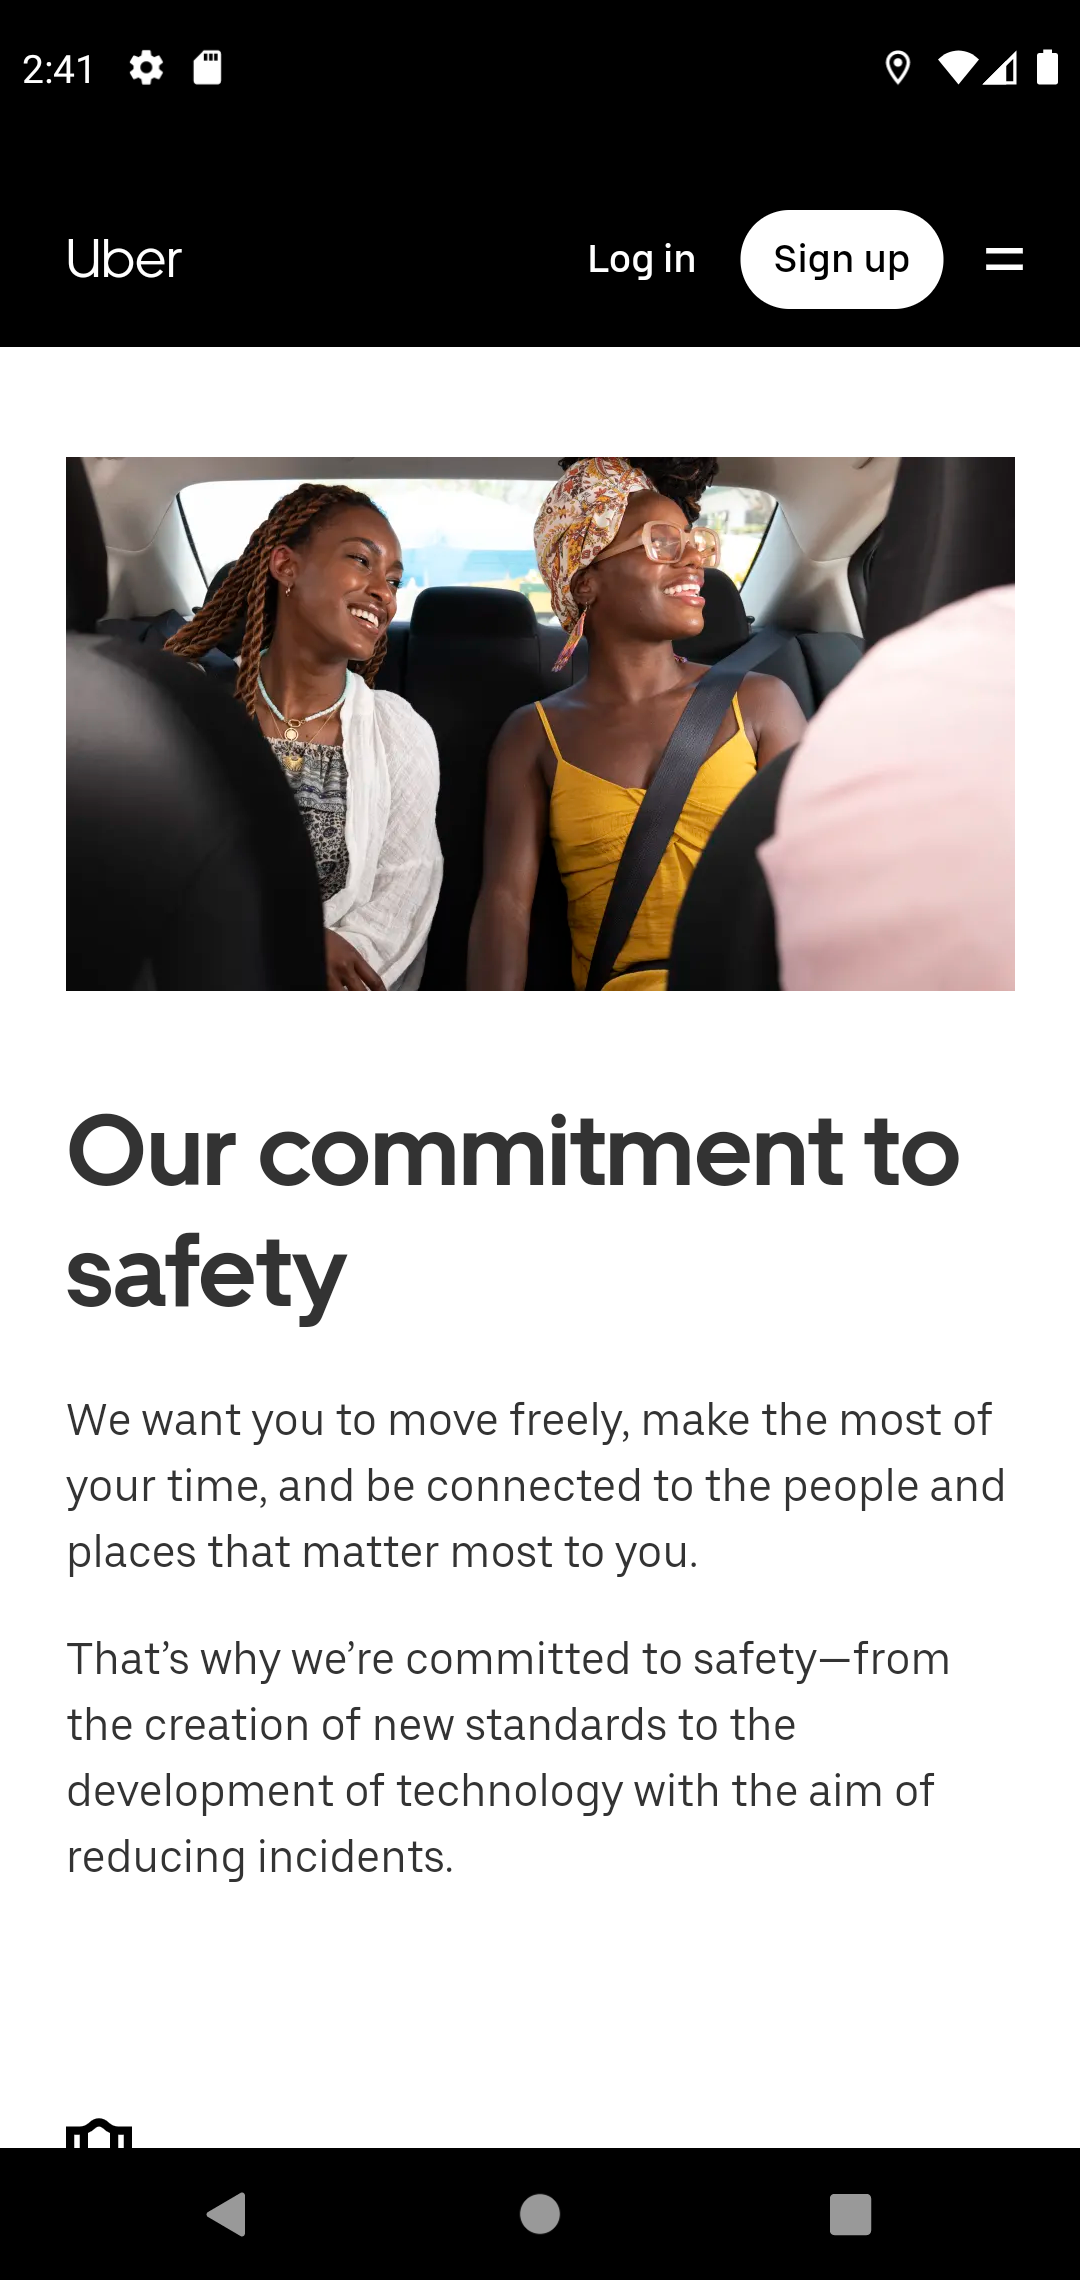 2:41
Uber
Log in
Sign up
Our commitment to
safety
We want you to move freely, make the most of
your time, and be connected to the people and
places that matter most to you.
That’s why we’re committed to safety—from
the creation of new standards to the
development of technology with the aim of
reducing incidents.